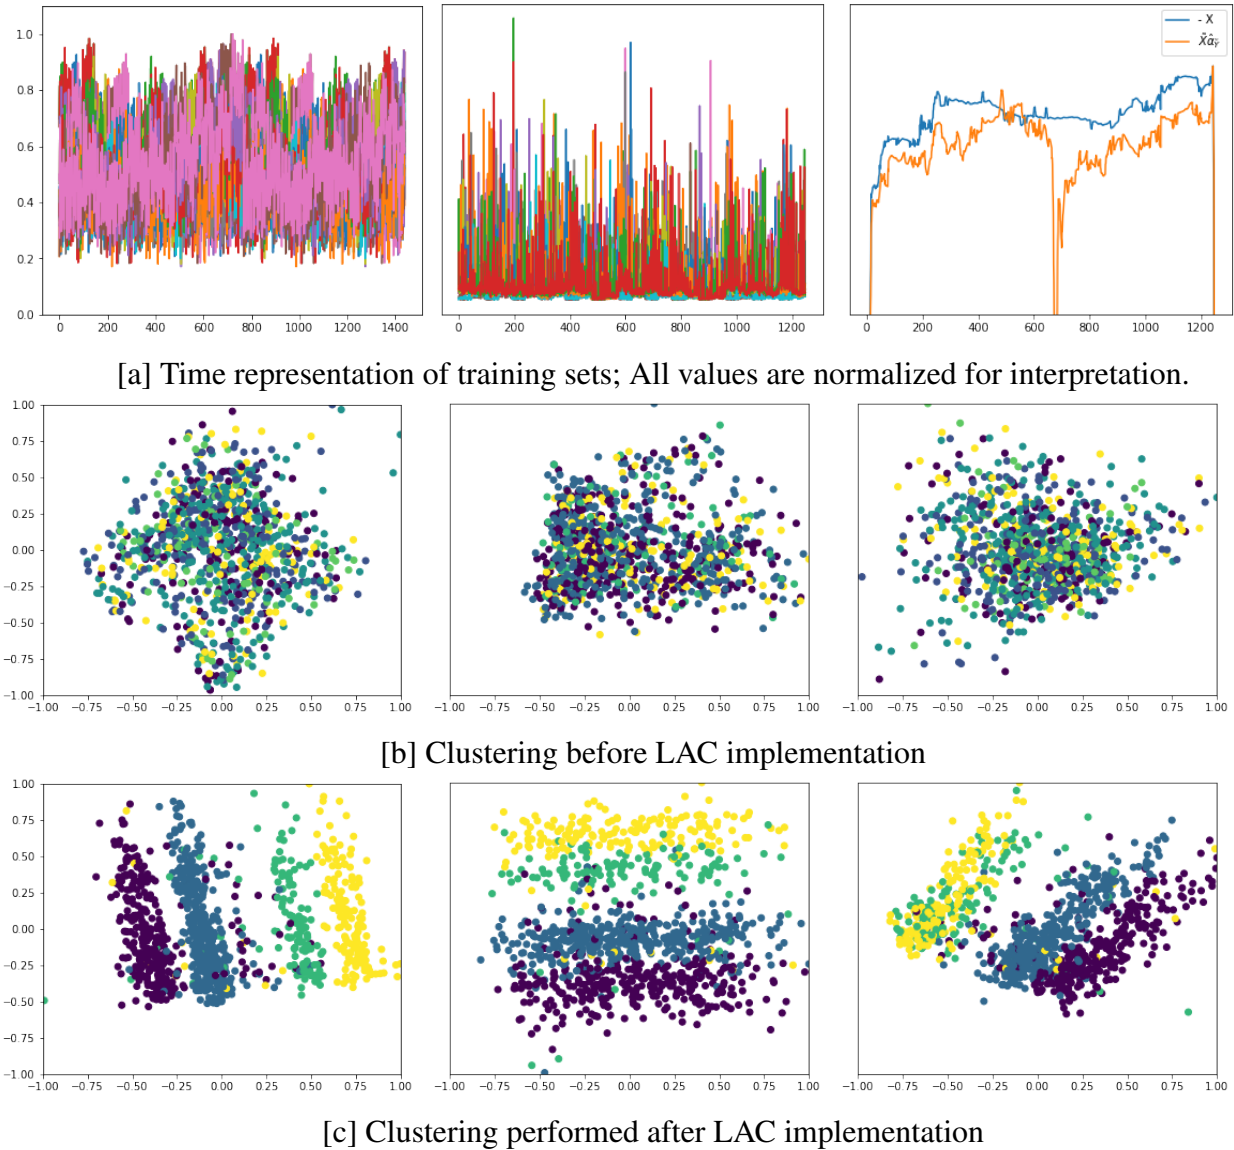 1.0
0.8
0.6
0.4
0.2
0.0
0 200 400 600 800 1000 1200 1400
0 200 400 600 800 1000 1200
- X
X̃α̂ᵧ̃
0 200 400 600 800 1000 1200
[a] Time representation of training sets; All values are normalized for interpretation.
1.00
0.75
0.50
0.25
0.00
−0.25
−0.50
−0.75
−1.00
−1.00 −0.75 −0.50 −0.25 0.00 0.25 0.50 0.75 1.00
−1.00 −0.75 −0.50 −0.25 0.00 0.25 0.50 0.75 1.00
−1.00 −0.75 −0.50 −0.25 0.00 0.25 0.50 0.75 1.00
[b] Clustering before LAC implementation
1.00
0.75
0.50
0.25
0.00
−0.25
−0.50
−0.75
−1.00
−1.00 −0.75 −0.50 −0.25 0.00 0.25 0.50 0.75 1.00
−1.00 −0.75 −0.50 −0.25 0.00 0.25 0.50 0.75 1.00
−1.00 −0.75 −0.50 −0.25 0.00 0.25 0.50 0.75 1.00
[c] Clustering performed after LAC implementation